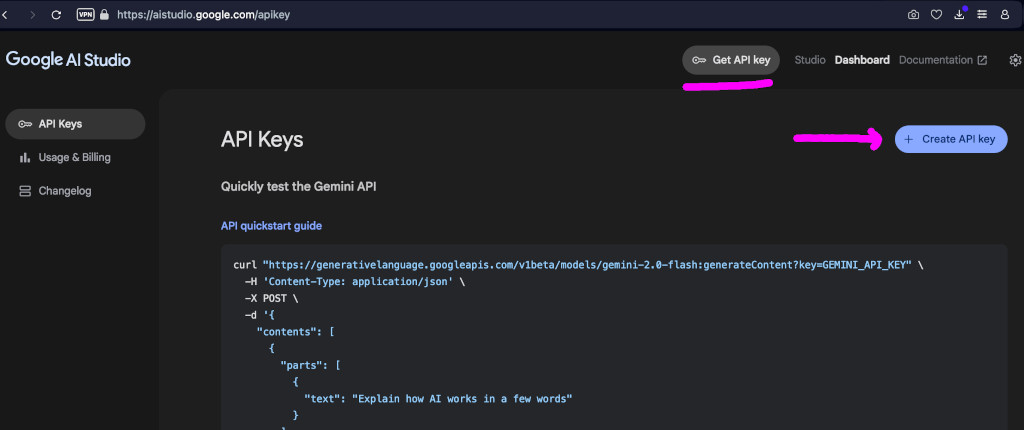 VPN https://aistudio.google.com/apikey
Google AI Studio
Get API key Studio Dashboard Documentation
API Keys
Usage & Billing
Changelog
API Keys
+ Create API key
Quickly test the Gemini API
API quickstart guide
curl "https://generativelanguage.googleapis.com/v1beta/models/gemini-2.0-flash:generateContent?key=GEMINI_API_KEY" \
-H 'Content-Type: application/json' \
-X POST \
-d '{
"contents": [
{
"parts": [
{
"text": "Explain how AI works in a few words"
}